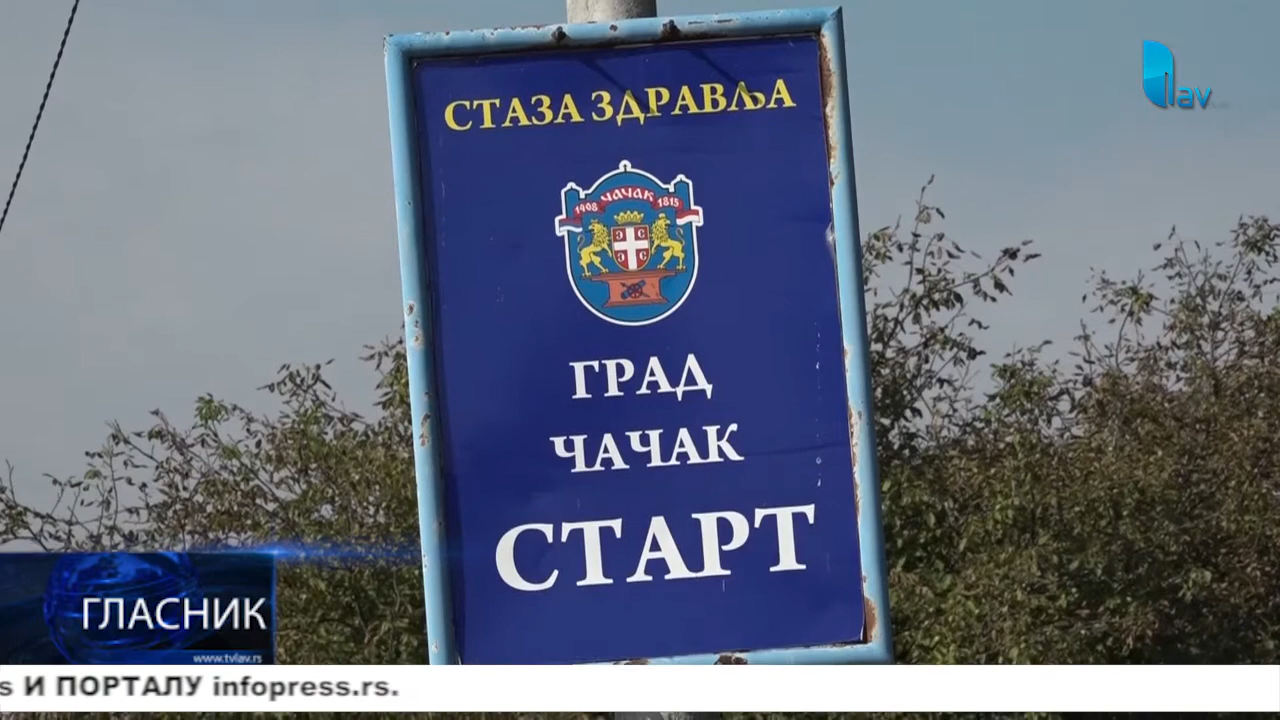 СТАЗА ЗДРАВЉА
1408 ЧАЧАК 1815
ГРАД
ЧАЧАК
СТАРТ
lav
ГЛАСНИК
www.tvlav.rs
s И ПОРТАЛУ infopress.rs.